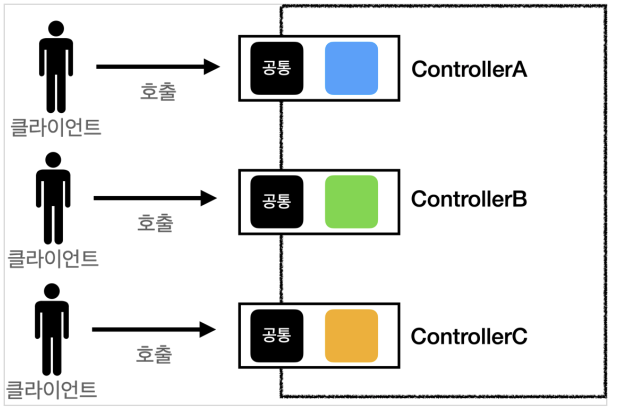 공통
ControllerA
호출
클라이언트
공통
ControllerB
호출
클라이언트
공통
ControllerC
호출
클라이언트